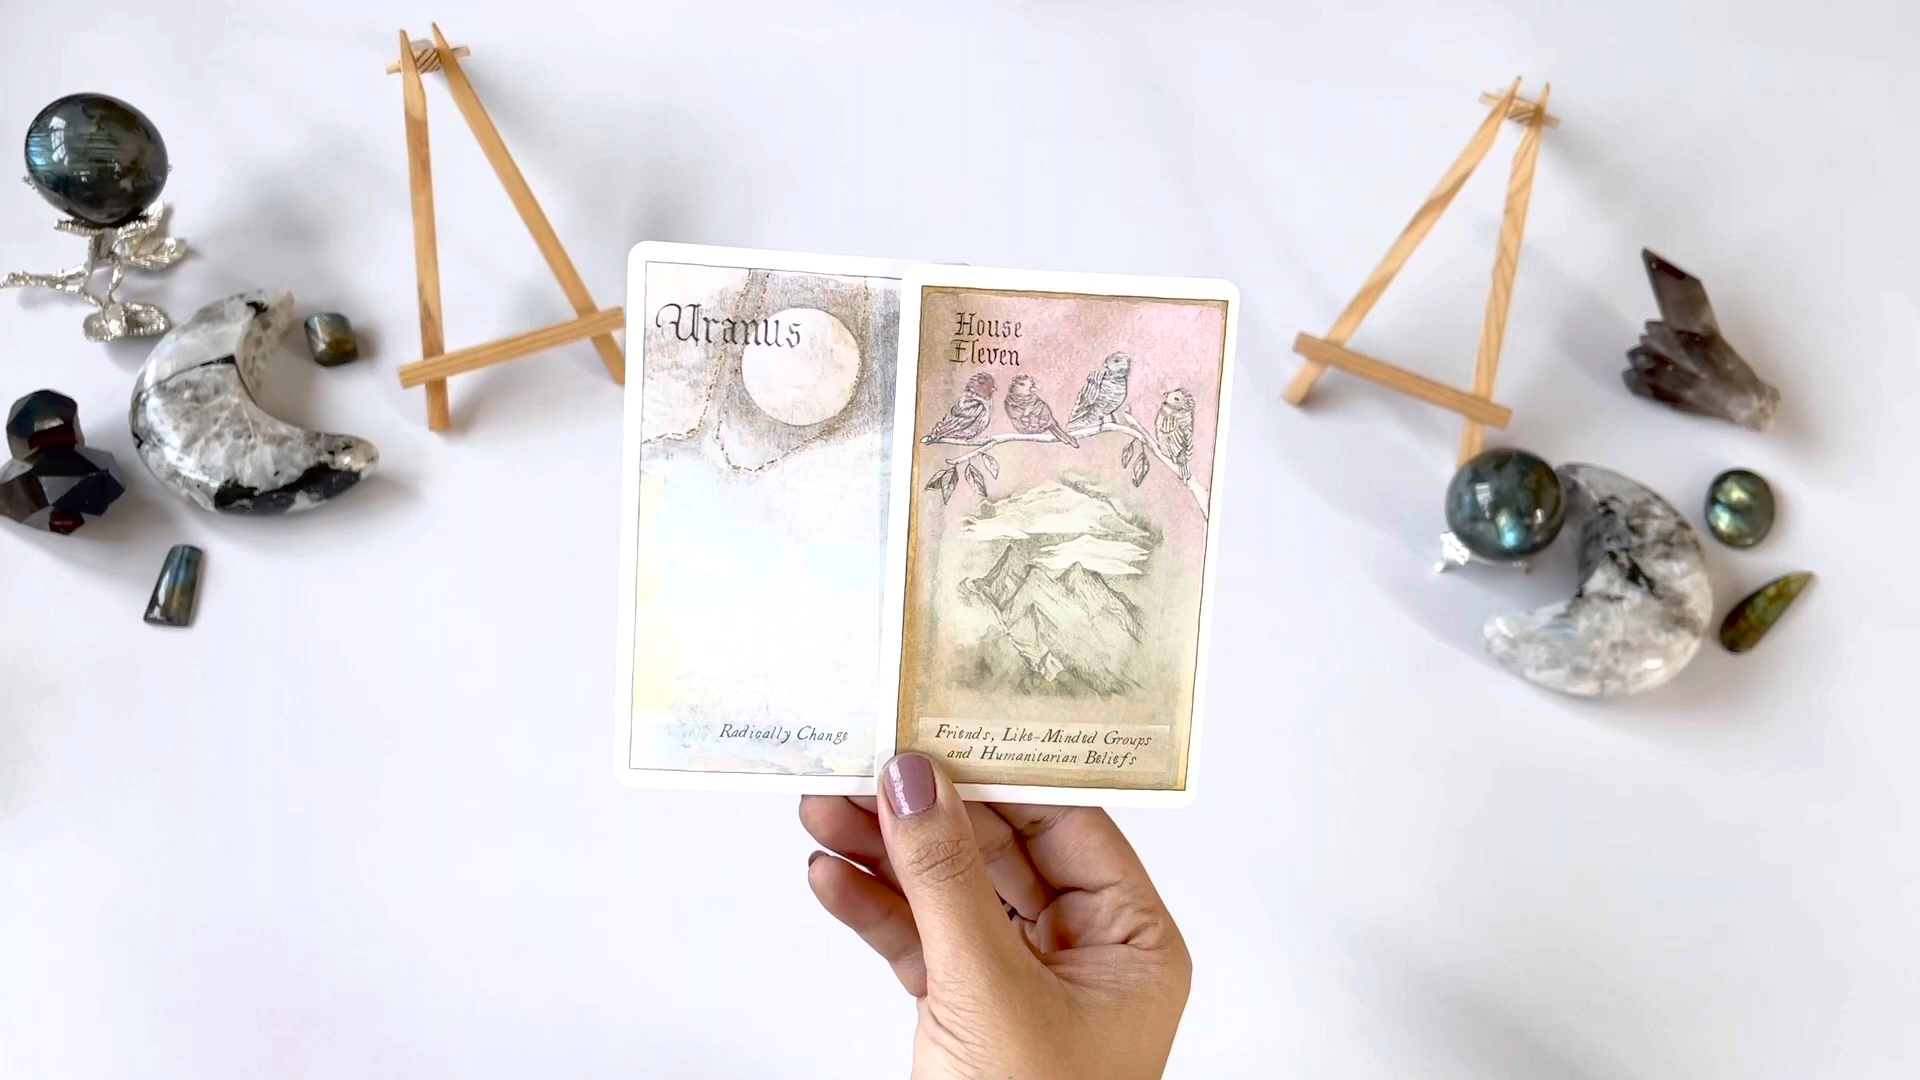 Uranus
Radically Change
House
Eleven
Friends, Like-Minded Groups
and Humanitarian Beliefs